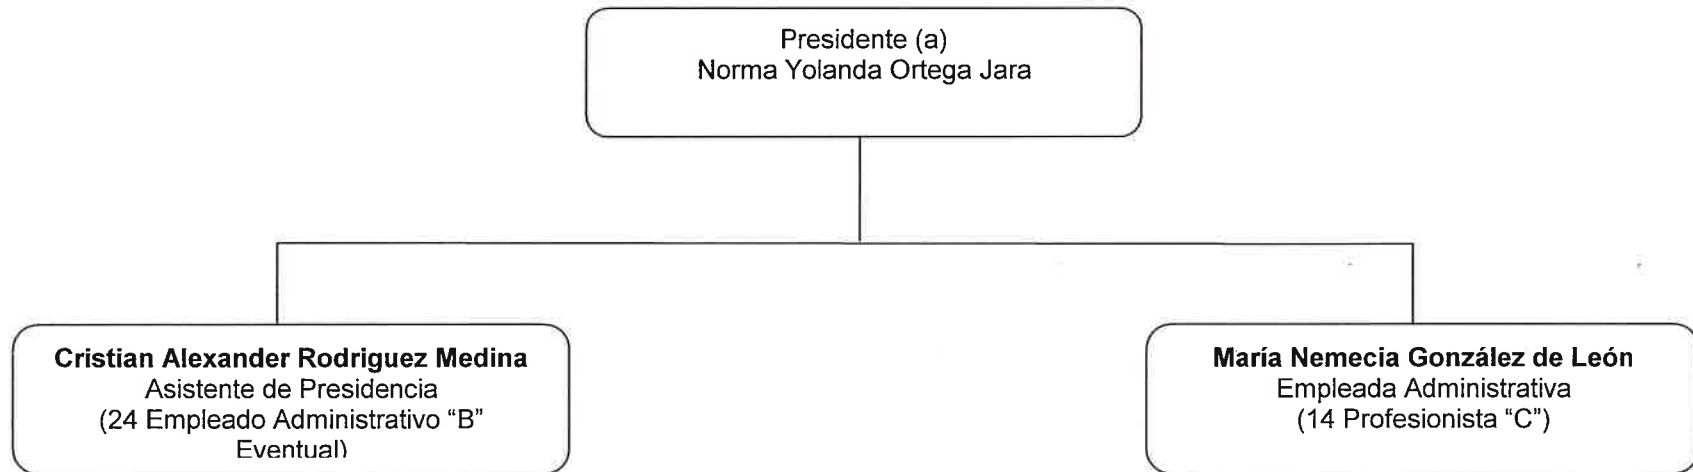 Presidente (a)
Norma Yolanda Ortega Jara
Cristian Alexander Rodriguez Medina
Asistente de Presidencia
(24 Empleado Administrativo “B”
Eventual)
María Nemecia González de León
Empleada Administrativa
(14 Profesionista “C”)